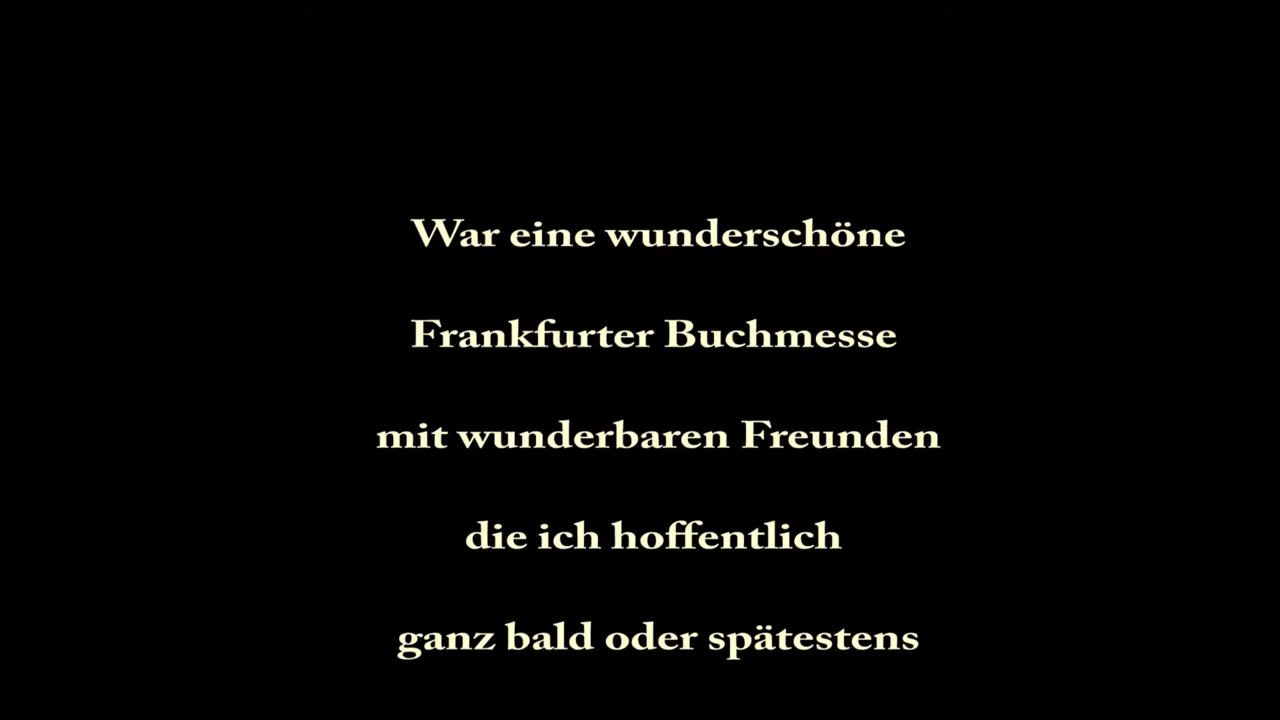 War eine wunderschöne
Frankfurter Buchmesse
mit wunderbaren Freunden
die ich hoffentlich
ganz bald oder spätestens